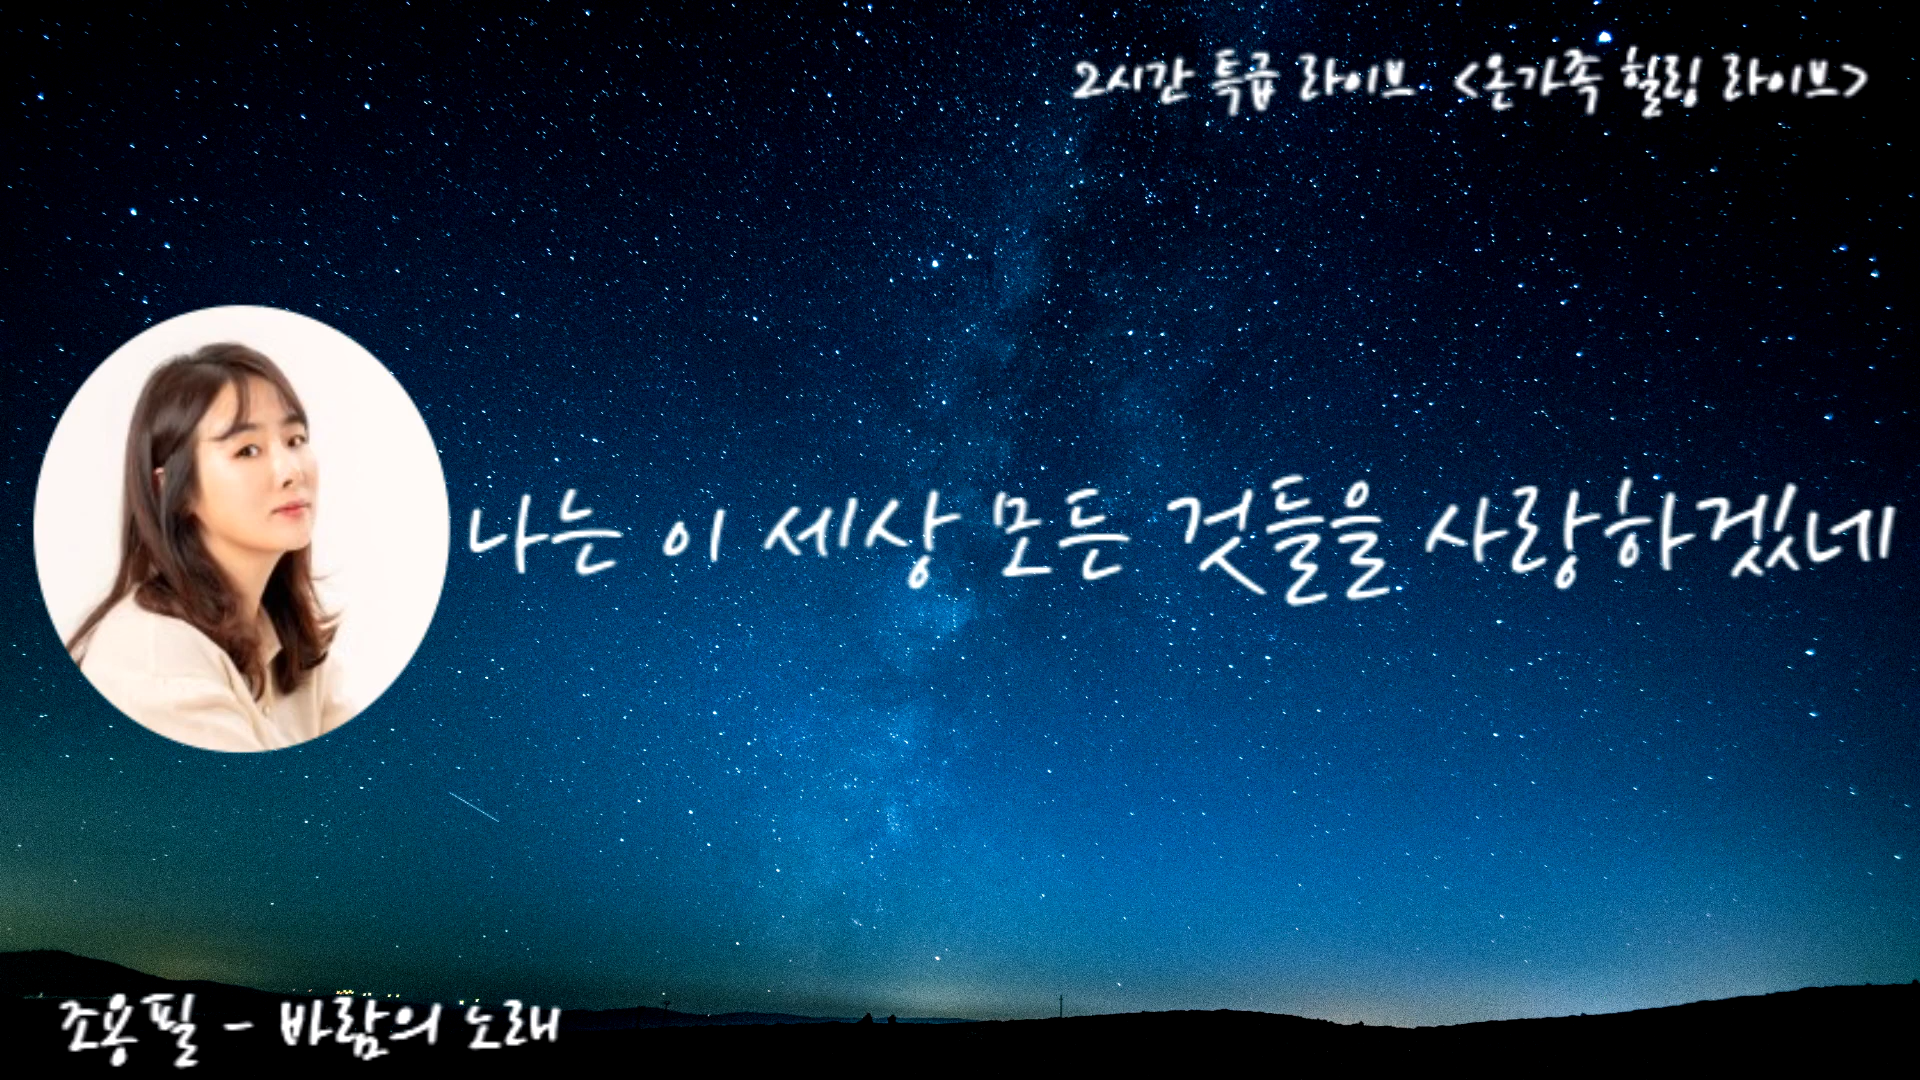 2시간 특급 라이브 <온가족 힐링 라이브>
나는 이 세상 모든 것들을 사랑하겠네
조용필 - 바람의 노래